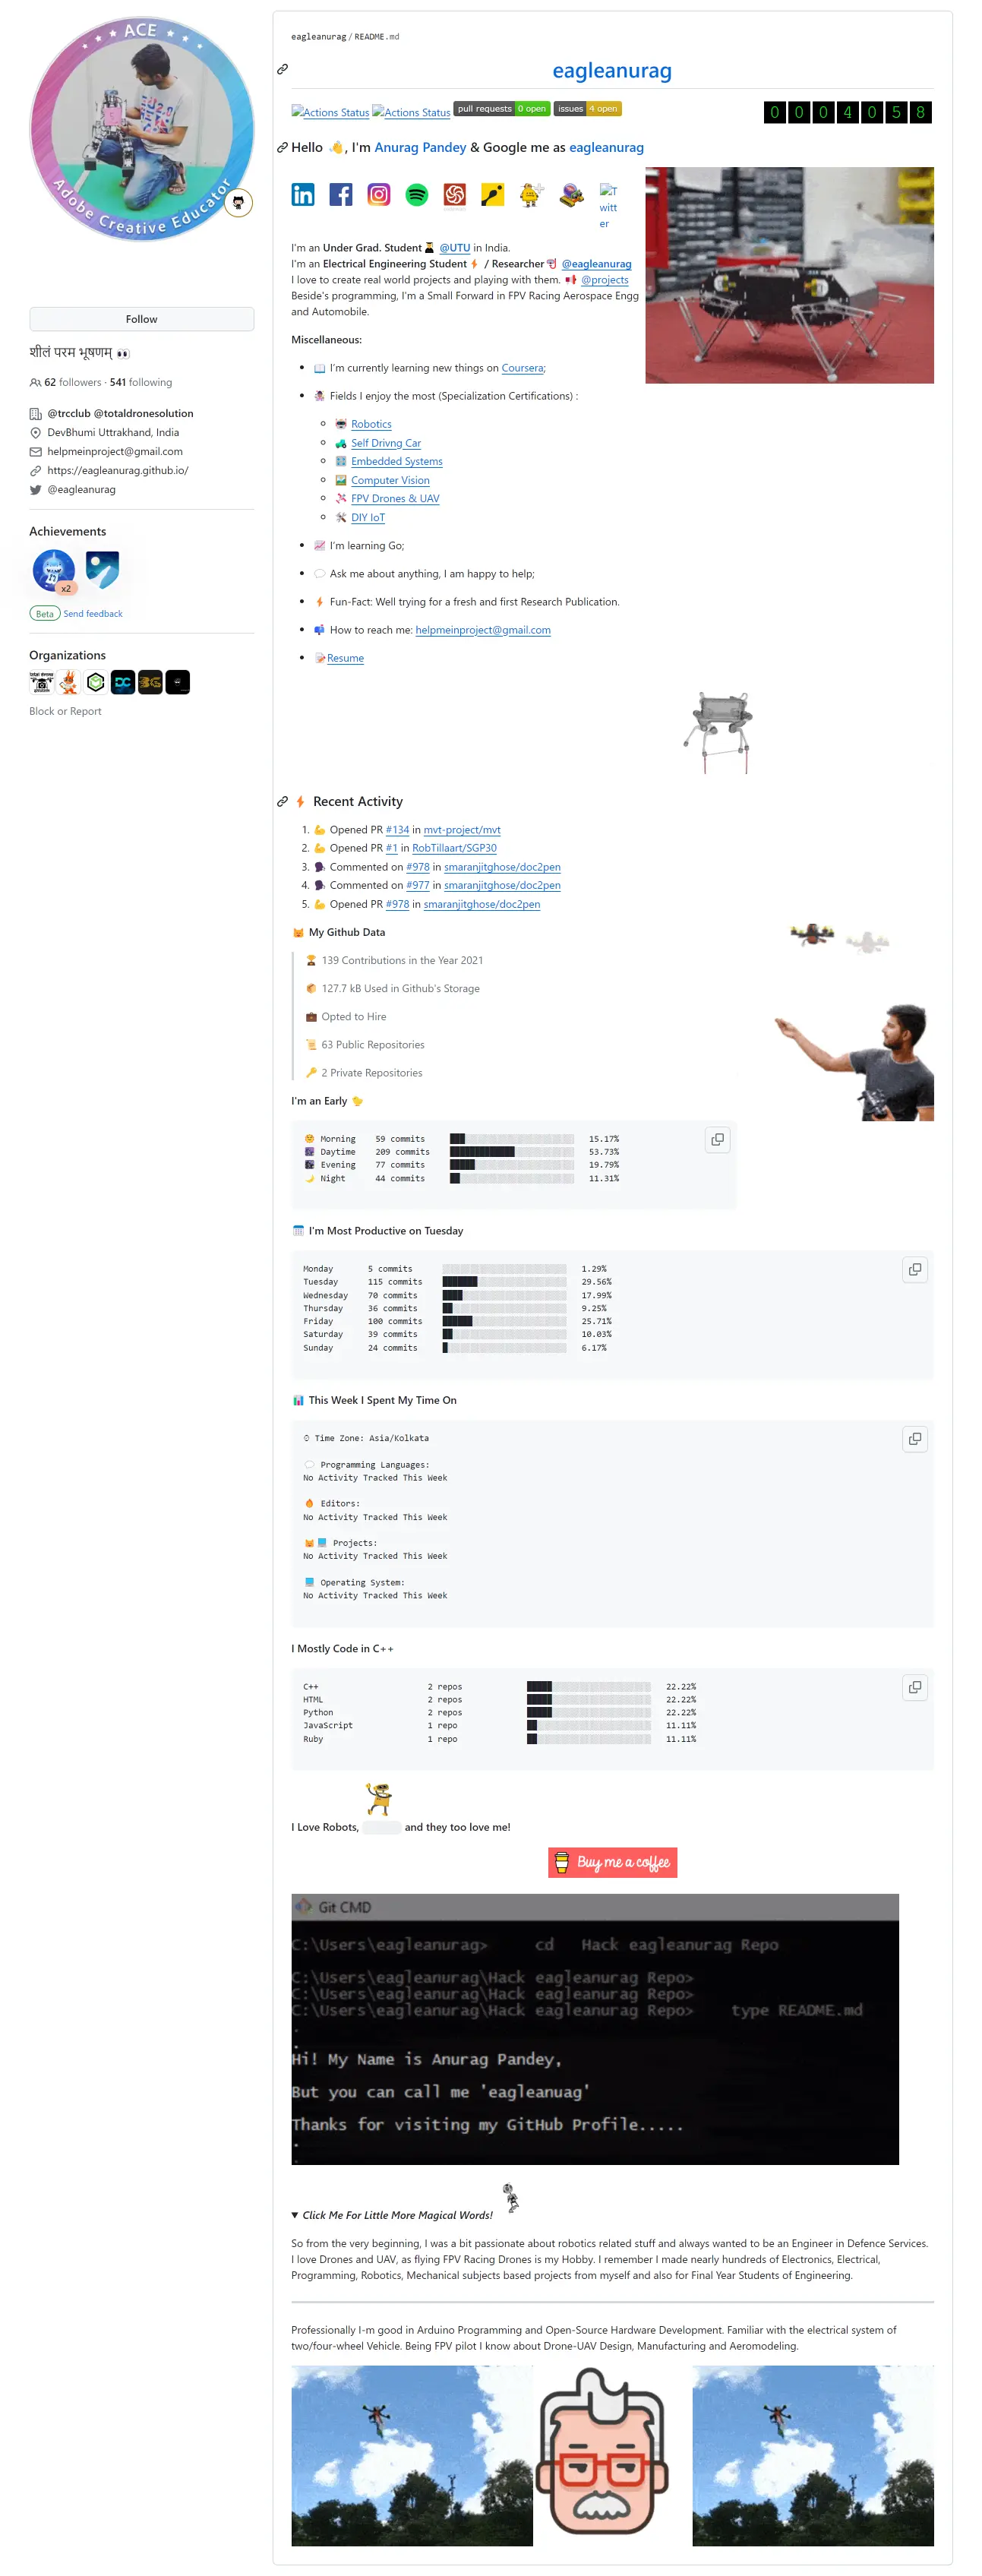 ACE
Adobe Creative Educator
Follow
शीलं परम भूषणम् 👀
62 followers · 541 following
@trcclub @totaldronesolution
DevBhumi Uttrakhand, India
helpmeinproject@gmail.com
https://eagleanurag.github.io/
@eagleanurag
Achievements
x2
Beta Send feedback
Organizations
Block or Report
eagleanurag / README.md
eagleanurag
Actions Status Actions Status pull requests 0 open issues 4 open
0 0 0 4 0 5 8
Hello 👋, I'm Anurag Pandey & Google me as eagleanurag
Twitter
I'm an Under Grad. Student @UTU in India.
I'm an Electrical Engineering Student ⚡ / Researcher @eagleanurag
I love to create real world projects and playing with them. @projects
Beside's programming, I'm a Small Forward in FPV Racing Aerospace Engg
and Automobile.
Miscellaneous:
I'm currently learning new things on Coursera;
Fields I enjoy the most (Specialization Certifications) :
Robotics
Self Drivng Car
Embedded Systems
Computer Vision
FPV Drones & UAV
DIY IoT
I'm learning Go;
Ask me about anything, I am happy to help;
Fun-Fact: Well trying for a fresh and first Research Publication.
How to reach me: helpmeinproject@gmail.com
Resume
⚡ Recent Activity
1. Opened PR #134 in mvt-project/mvt
2. Opened PR #1 in RobTillaart/SGP30
3. Commented on #978 in smaranjitghose/doc2pen
4. Commented on #977 in smaranjitghose/doc2pen
5. Opened PR #978 in smaranjitghose/doc2pen
My Github Data
139 Contributions in the Year 2021
127.7 kB Used in Github's Storage
Opted to Hire
63 Public Repositories
2 Private Repositories
I'm an Early 🐤
Morning 59 commits 15.17%
Daytime 209 commits 53.73%
Evening 77 commits 19.79%
Night 44 commits 11.31%
I'm Most Productive on Tuesday
Monday 5 commits 1.29%
Tuesday 115 commits 29.56%
Wednesday 70 commits 17.99%
Thursday 36 commits 9.25%
Friday 100 commits 25.71%
Saturday 39 commits 10.03%
Sunday 24 commits 6.17%
This Week I Spent My Time On
Time Zone: Asia/Kolkata
Programming Languages:
No Activity Tracked This Week
Editors:
No Activity Tracked This Week
Projects:
No Activity Tracked This Week
Operating System:
No Activity Tracked This Week
I Mostly Code in C++
C++ 2 repos 22.22%
HTML 2 repos 22.22%
Python 2 repos 22.22%
JavaScript 1 repo 11.11%
Ruby 1 repo 11.11%
I Love Robots, and they too love me!
Buy me a coffee
Git CMD
C:\Users\eagleanurag> cd Hack eagleanurag Repo
C:\Users\eagleanurag\Hack eagleanurag Repo>
C:\Users\eagleanurag\Hack eagleanurag Repo>
C:\Users\eagleanurag\Hack eagleanurag Repo> type README.md
.
.
Hi! My Name is Anurag Pandey,
But you can call me 'eagleanuag'
Thanks for visiting my GitHub Profile.....
.
.
▼ Click Me For Little More Magical Words!
So from the very beginning, I was a bit passionate about robotics related stuff and always wanted to be an Engineer in Defence Services.
I love Drones and UAV, as flying FPV Racing Drones is my Hobby. I remember I made nearly hundreds of Electronics, Electrical,
Programming, Robotics, Mechanical subjects based projects from myself and also for Final Year Students of Engineering.
Professionally I-m good in Arduino Programming and Open-Source Hardware Development. Familiar with the electrical system of
two/four-wheel Vehicle. Being FPV pilot I know about Drone-UAV Design, Manufacturing and Aeromodeling.